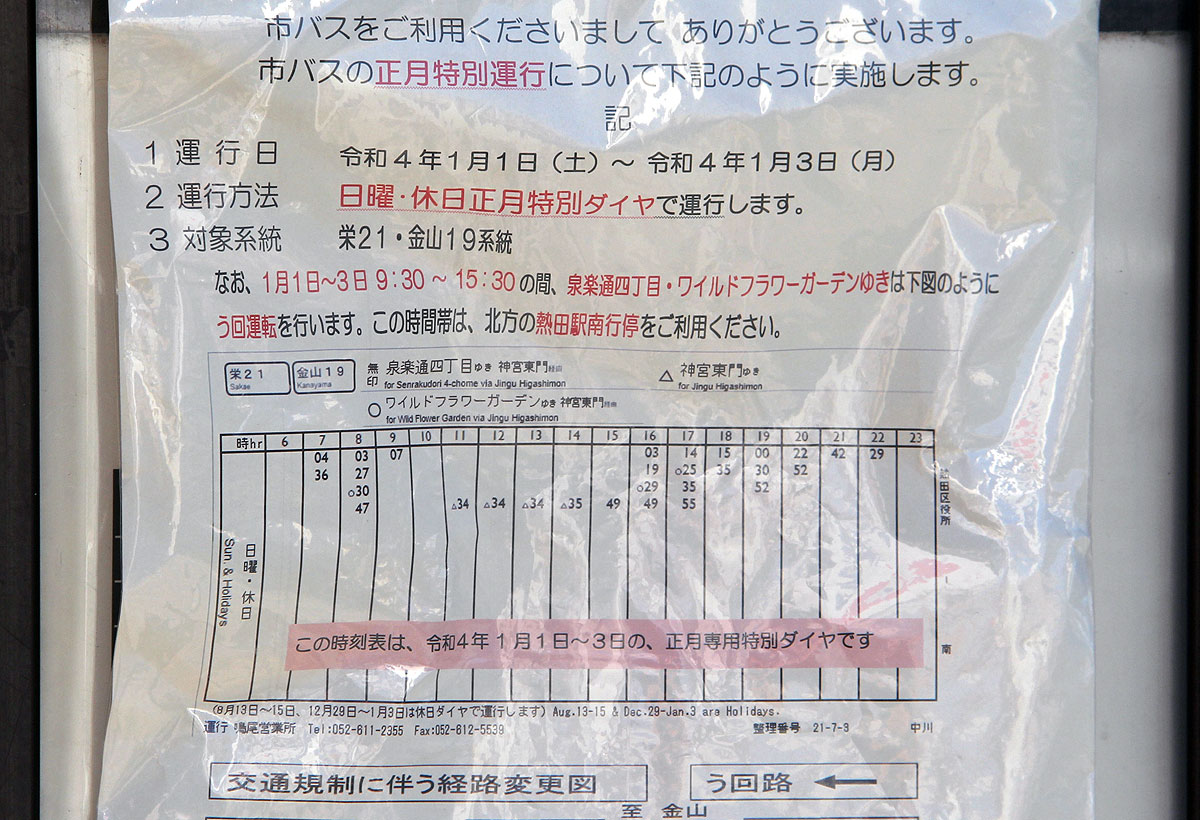 市バスをご利用くださいまして ありがとうございます。
市バスの正月特別運行について下記のように実施します。
記
1 運行日 令和4年1月1日(土)~ 令和4年1月3日(月)
2 運行方法 日曜・休日正月特別ダイヤで運行します。
3 対象系統 栄21・金山19系統
なお、1月1日~3日 9:30 ~ 15:30の間、泉楽通四丁目・ワイルドフラワーガーデンゆきは下図のように
う回運転を行います。この時間帯は、北方の熱田駅南行停をご利用ください。
栄21 金山19 無印 泉楽通四丁目ゆき 神宮東門経由 △ 神宮東門ゆき
Sakae Kanayama for Senrakudori 4-chome via Jingu Higashimon for Jingu Higashimon
○ ワイルドフラワーガーデンゆき 神宮東門経由
for Wild Flower Garden via Jingu Higashimon
時hr 6 7 8 9 10 11 12 13 14 15 16 17 18 19 20 21 22 23
04 03 07 03 14 15 00 22 42 29
36 27 19 ○25 35 30 52
○30 ○29 35 52
47 △34 △34 △34 △35 49 49 55
日曜・休日
Sun. & Holidays
田区役所
南
この時刻表は、令和4年1月1日~3日の、正月専用特別ダイヤです
(8月13日~15日、12月29日~1月3日は休日ダイヤで運行します) Aug.13-15 & Dec.29-Jan.3 are Holidays.
運行 鳴尾営業所 Tel:052-611-2355 Fax:052-612-5539 整理番号 21-7-3 中川
交通規制に伴う経路変更図 う回路 ←
至 金山